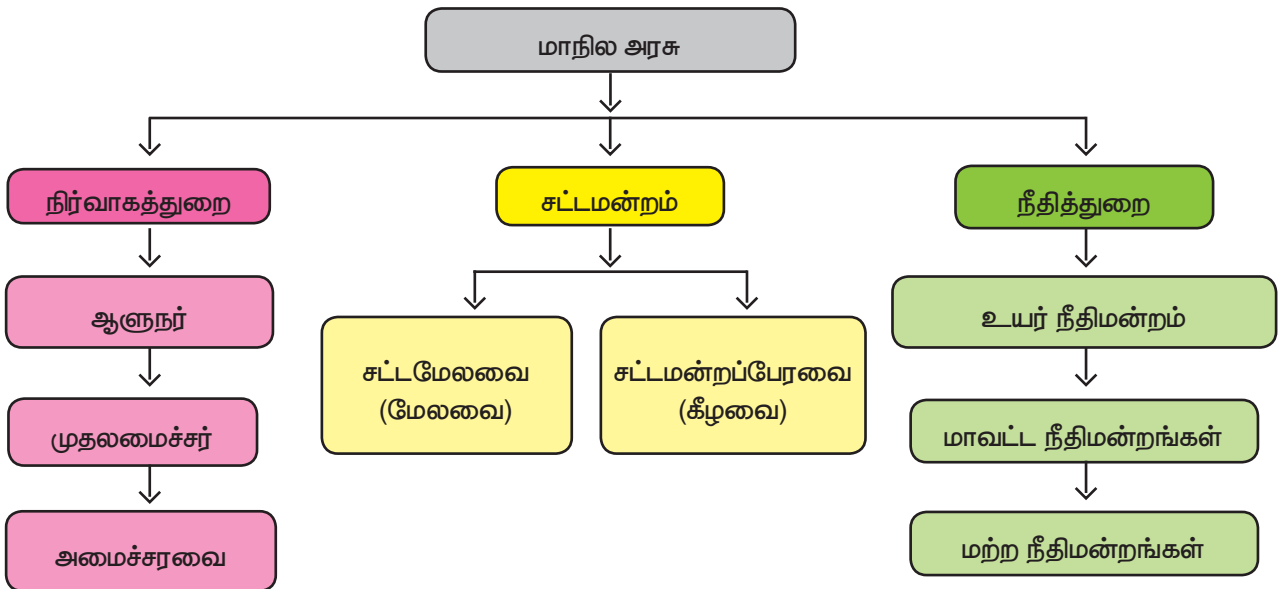 மாநில அரசு
நிர்வாகத்துறை
சட்டமன்றம்
நீதித்துறை
ஆளுநர்
உயர் நீதிமன்றம்
சட்டமேலவை
(மேலவை)
சட்டமன்றப்பேரவை
(கீழவை)
முதலமைச்சர்
மாவட்ட நீதிமன்றங்கள்
அமைச்சரவை
மற்ற நீதிமன்றங்கள்